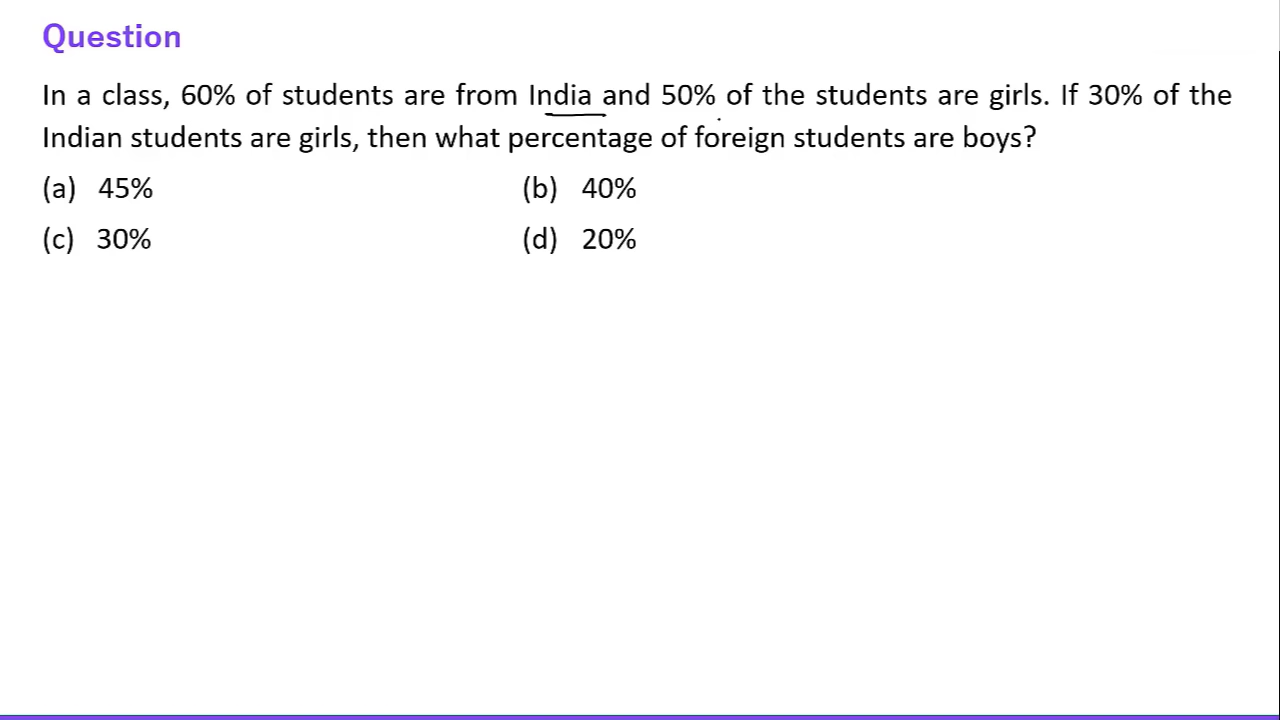 Question
In a class, 60% of students are from India and 50% of the students are girls. If 30% of the
Indian students are girls, then what percentage of foreign students are boys?
(a) 45% (b) 40%
(c) 30% (d) 20%